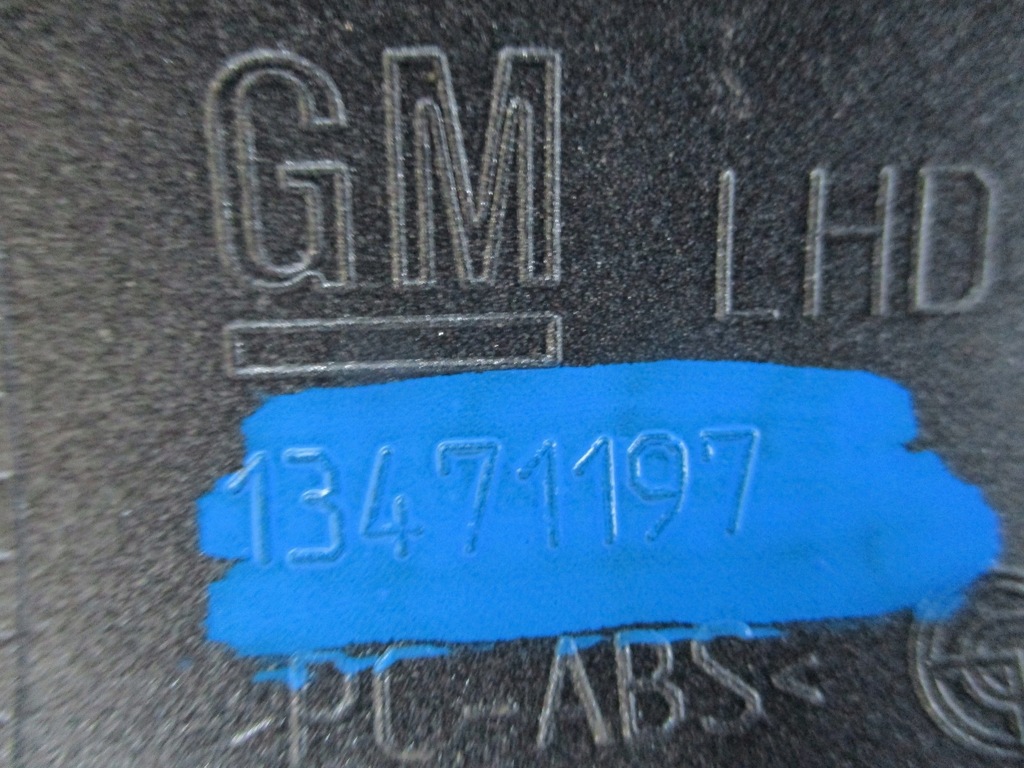 GM
LHD
13471197
>PC-ABS<